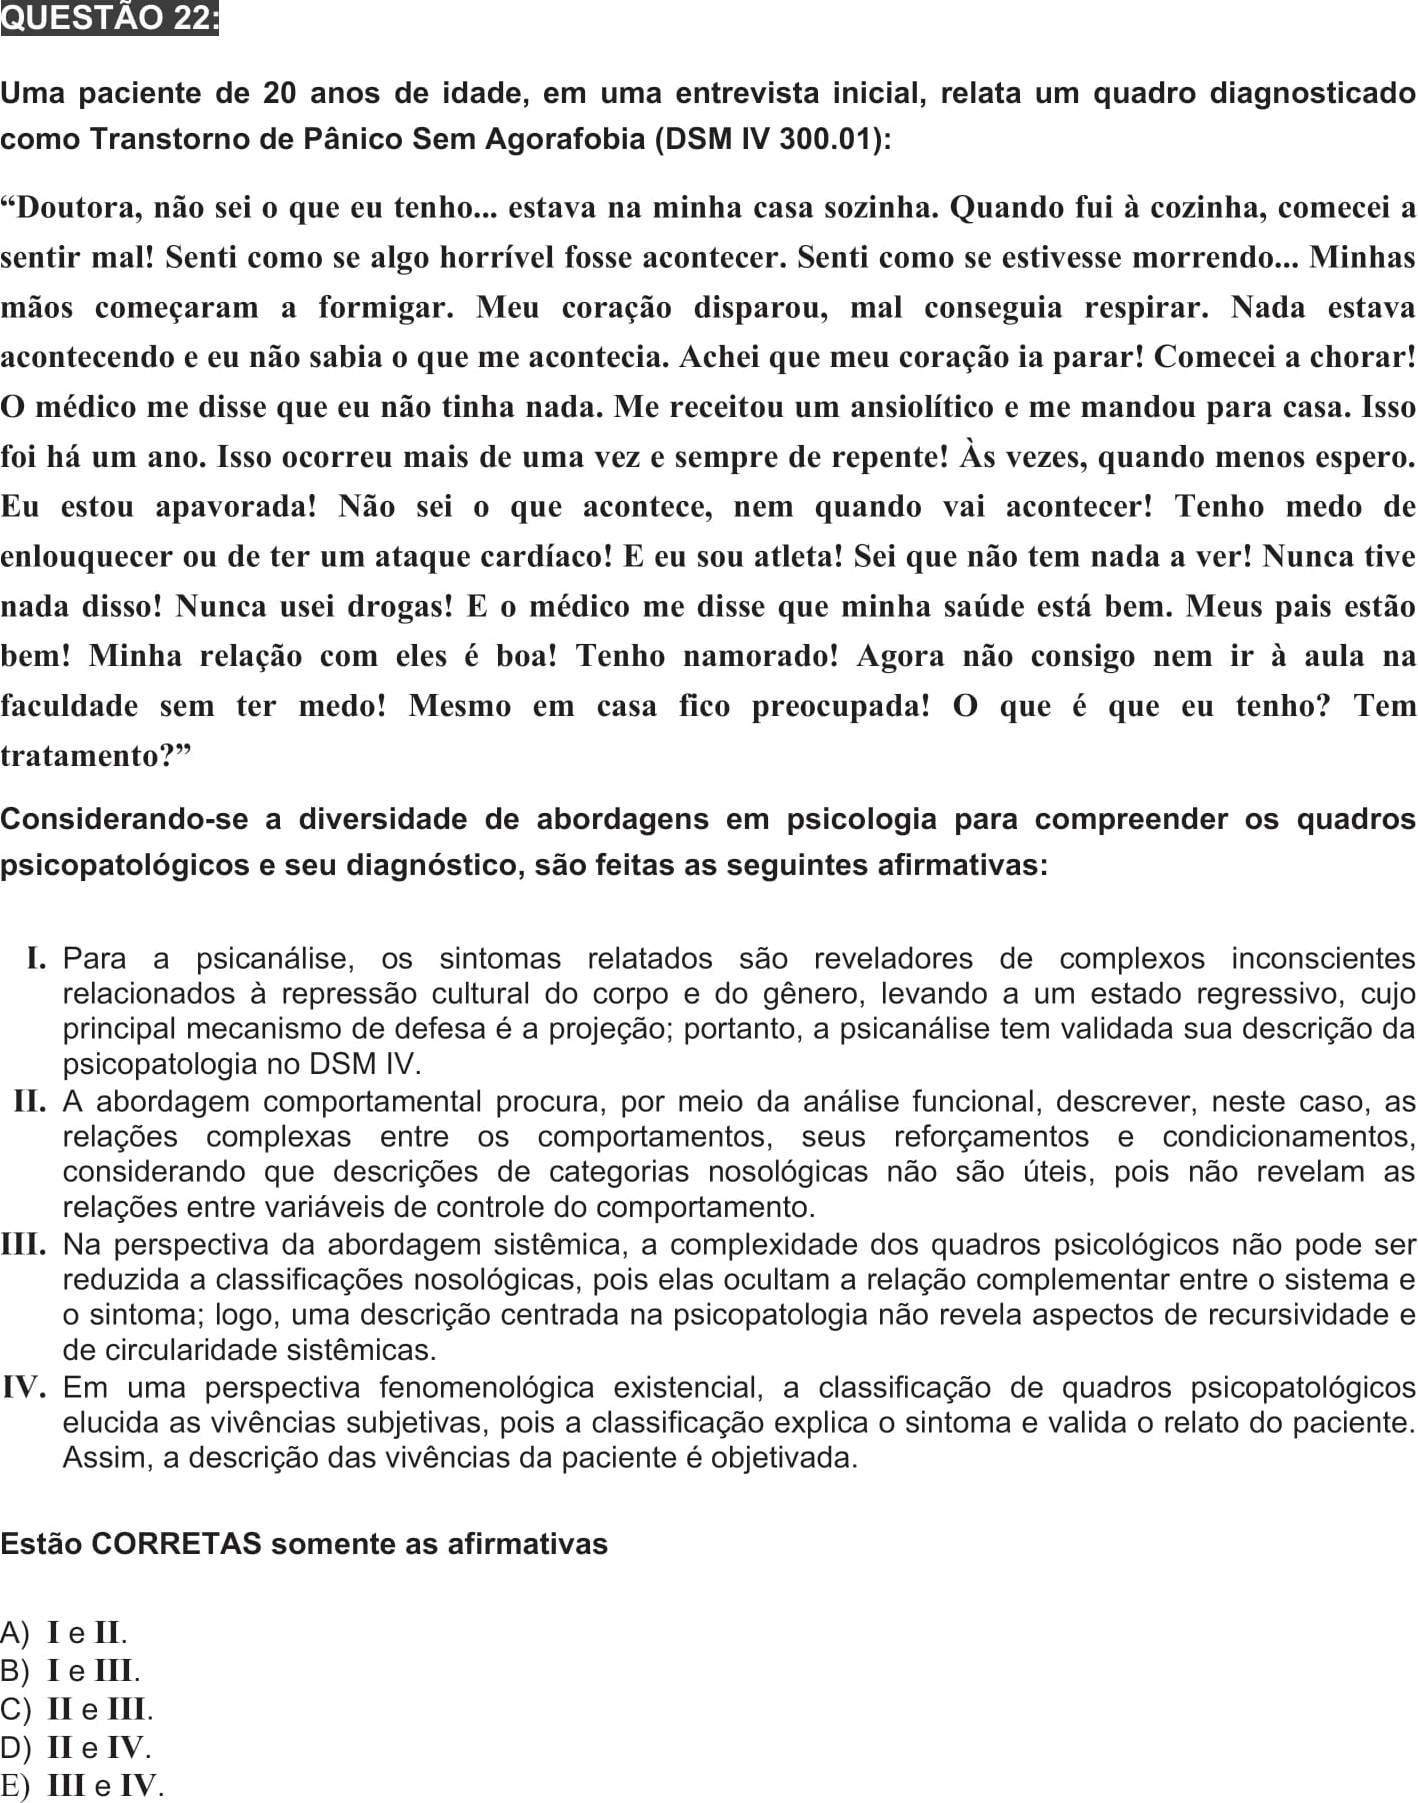 QUESTÃO 22:
Uma paciente de 20 anos de idade, em uma entrevista inicial, relata um quadro diagnosticado
como Transtorno de Pânico Sem Agorafobia (DSM IV 300.01):
“Doutora, não sei o que eu tenho... estava na minha casa sozinha. Quando fui à cozinha, comecei a
sentir mal! Senti como se algo horrível fosse acontecer. Senti como se estivesse morrendo... Minhas
mãos começaram a formigar. Meu coração disparou, mal conseguia respirar. Nada estava
acontecendo e eu não sabia o que me acontecia. Achei que meu coração ia parar! Comecei a chorar!
O médico me disse que eu não tinha nada. Me receitou um ansiolítico e me mandou para casa. Isso
foi há um ano. Isso ocorreu mais de uma vez e sempre de repente! Às vezes, quando menos espero.
Eu estou apavorada! Não sei o que acontece, nem quando vai acontecer! Tenho medo de
enlouquecer ou de ter um ataque cardíaco! E eu sou atleta! Sei que não tem nada a ver! Nunca tive
nada disso! Nunca usei drogas! E o médico me disse que minha saúde está bem. Meus pais estão
bem! Minha relação com eles é boa! Tenho namorado! Agora não consigo nem ir à aula na
faculdade sem ter medo! Mesmo em casa fico preocupada! O que é que eu tenho? Tem
tratamento?”
Considerando-se a diversidade de abordagens em psicologia para compreender os quadros
psicopatológicos e seu diagnóstico, são feitas as seguintes afirmativas:
I. Para a psicanálise, os sintomas relatados são reveladores de complexos inconscientes
relacionados à repressão cultural do corpo e do gênero, levando a um estado regressivo, cujo
principal mecanismo de defesa é a projeção; portanto, a psicanálise tem validada sua descrição da
psicopatologia no DSM IV.
II. A abordagem comportamental procura, por meio da análise funcional, descrever, neste caso, as
relações complexas entre os comportamentos, seus reforçamentos e condicionamentos,
considerando que descrições de categorias nosológicas não são úteis, pois não revelam as
relações entre variáveis de controle do comportamento.
III. Na perspectiva da abordagem sistêmica, a complexidade dos quadros psicológicos não pode ser
reduzida a classificações nosológicas, pois elas ocultam a relação complementar entre o sistema e
o sintoma; logo, uma descrição centrada na psicopatologia não revela aspectos de recursividade e
de circularidade sistêmicas.
IV. Em uma perspectiva fenomenológica existencial, a classificação de quadros psicopatológicos
elucida as vivências subjetivas, pois a classificação explica o sintoma e valida o relato do paciente.
Assim, a descrição das vivências da paciente é objetivada.
Estão CORRETAS somente as afirmativas
A) I e II.
B) I e III.
C) II e III.
D) II e IV.
E) III e IV.